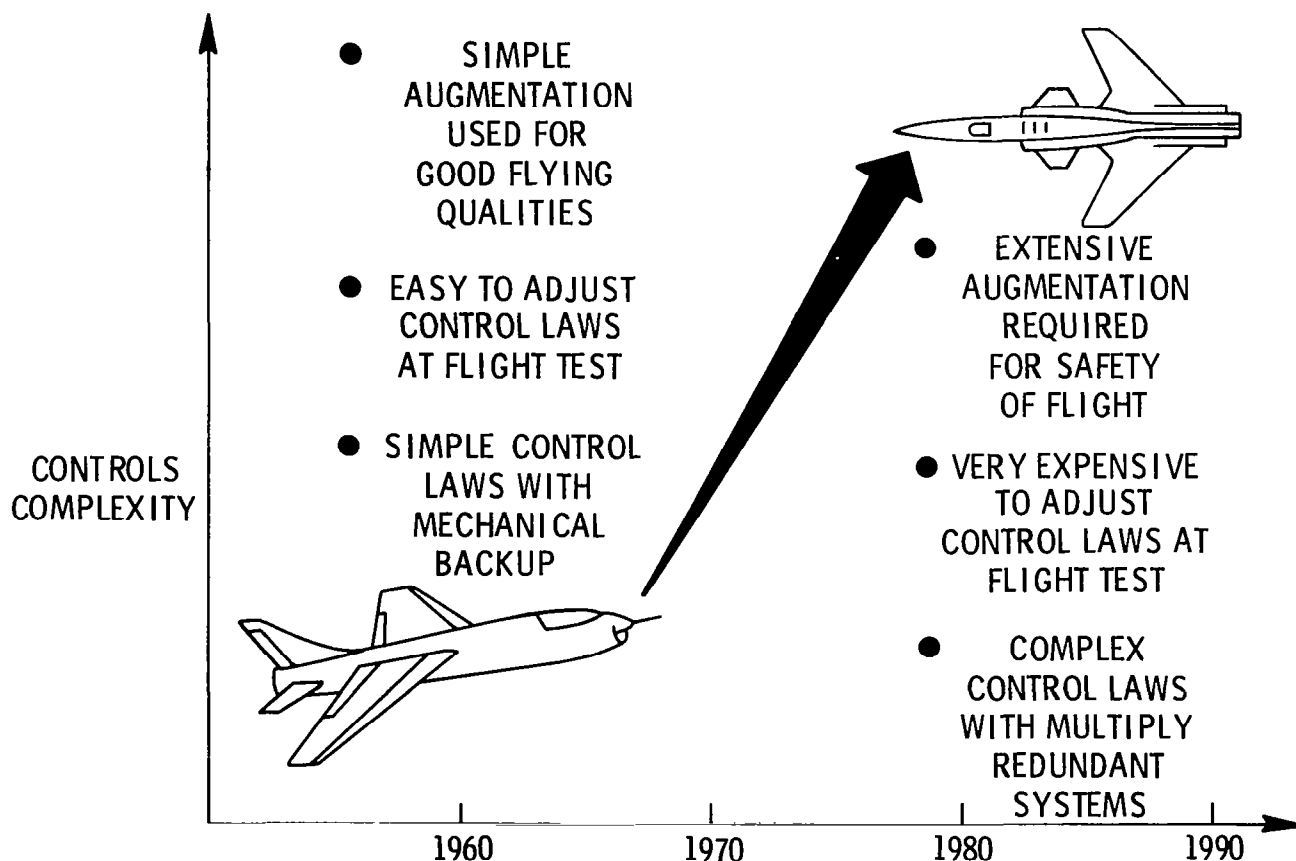 SIMPLE
AUGMENTATION
USED FOR
GOOD FLYING
QUALITIES
EASY TO ADJUST
CONTROL LAWS
AT FLIGHT TEST
SIMPLE CONTROL
LAWS WITH
MECHANICAL
BACKUP
CONTROLS
COMPLEXITY
EXTENSIVE
AUGMENTATION
REQUIRED
FOR SAFETY
OF FLIGHT
VERY EXPENSIVE
TO ADJUST
CONTROL LAWS AT
FLIGHT TEST
COMPLEX
CONTROL LAWS
WITH MULTIPLY
REDUNDANT
SYSTEMS
1960 1970 1980 1990